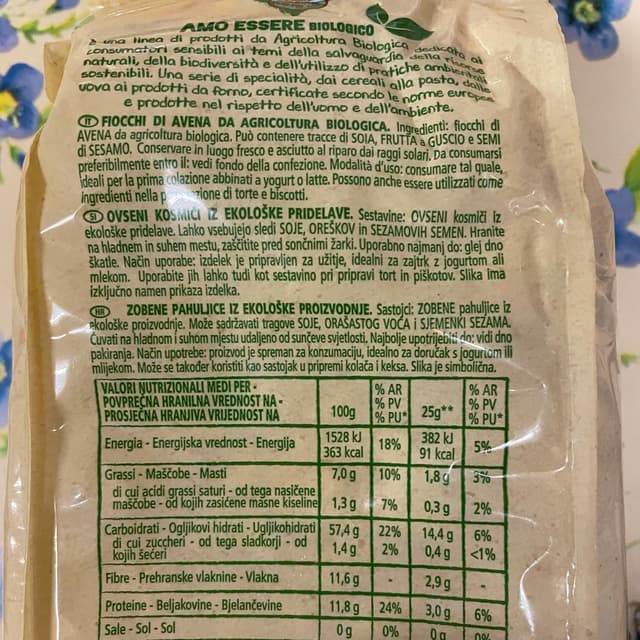 AMO ESSERE BIOLOGICO
è una linea di prodotti da Agricoltura Biologica dedicata ai
consumatori sensibili ai temi della salvaguardia della risorse
naturali, della biodiversità e dell'utilizzo di pratiche ambientali
sostenibili. Una serie di specialità, dai cereali alla pasta, dalle
uova ai prodotti da forno, certificate secondo le norme europee
e prodotte nel rispetto dell'uomo e dell'ambiente.
IT FIOCCHI DI AVENA DA AGRICOLTURA BIOLOGICA. Ingredienti: fiocchi di
AVENA da agricoltura biologica. Può contenere tracce di SOIA, FRUTTA a GUSCIO e SEMI
di SESAMO. Conservare in luogo fresco e asciutto al riparo dai raggi solari. Da consumarsi
preferibilmente entro il: vedi fondo della confezione. Modalità d'uso: consumare tal quale,
ideali per la prima colazione abbinati a yogurt o latte. Possono anche essere utilizzati come
ingredienti nella zione di torte e biscotti.
SI OVSENI KOSMIČI IZ EKOLOŠKE PRIDELAVE. Sestavine: OVSENI kosmiči iz
ekološke pridelave. Lahko vsebujejo sledi SOJE, OREŠKOV in SEZAMOVIH SEMEN. Hranite
na hladnem in suhem mestu, zaščitite pred sončnimi žarki. Uporabno najmanj do: glej dno
škatle. Način uporabe: izdelek je pripravljen za užitje, idealni za zajtrk z jogurtom ali
mlekom. Uporabite jih lahko tudi kot sestavino pri pripravi tort in piškotov. Slika ima
izključno namen prikaza izdelka.
HR ZOBENE PAHULJICE IZ EKOLOŠKE PROIZVODNJE. Sastojci: ZOBENE pahuljice iz
ekološke proizvodnje. Može sadržavati tragove SOJE, ORAŠASTOG VOĆA i SJEMENKI SEZAMA.
Čuvati na hladnom i suhom mjestu udaljeno od sunčeve svjetlosti. Najbolje upotrijebiti do: vidi dno
pakiranja. Način upotrebe: proizvod je spreman za konzumaciju, idealno za doručak s jogurtom ili
mlijekom. Može se također koristiti kao sastojak u pripremi kolača i keksa. Slika je simbolična.
VALORI NUTRIZIONALI MEDI PER -
POVPREČNA HRANILNA VREDNOST NA -
PROSJEČNA HRANJIVA VRIJEDNOST NA
100g
% AR
% PV
% PU*
25g**
% AR
% PV
% PU*
Energia - Energijska vrednost - Energija
1528 kJ
363 kcal
18%
382 kJ
91 kcal
5%
Grassi - Maščobe - Masti 7,0 g 10% 1,8 g 3%
di cui acidi grassi saturi - od tega nasičene
maščobe - od kojih zasićene masne kiseline 1,3 g 7% 0,3 g 2%
Carboidrati - Ogljikovi hidrati - Ugljikohidrati 57,4 g 22% 14,4 g 6%
di cui zuccheri - od tega sladkorji - od
kojih šećeri 1,4 g 2% 0,4 g <1%
Fibre - Prehranske vlaknine - Vlakna 11,6 g - 2,9 g -
Proteine - Beljakovine - Bjelančevine 11,8 g 24% 3,0 g 6%
Sale - Sol - Sol 0 g 0% 0 g 0%